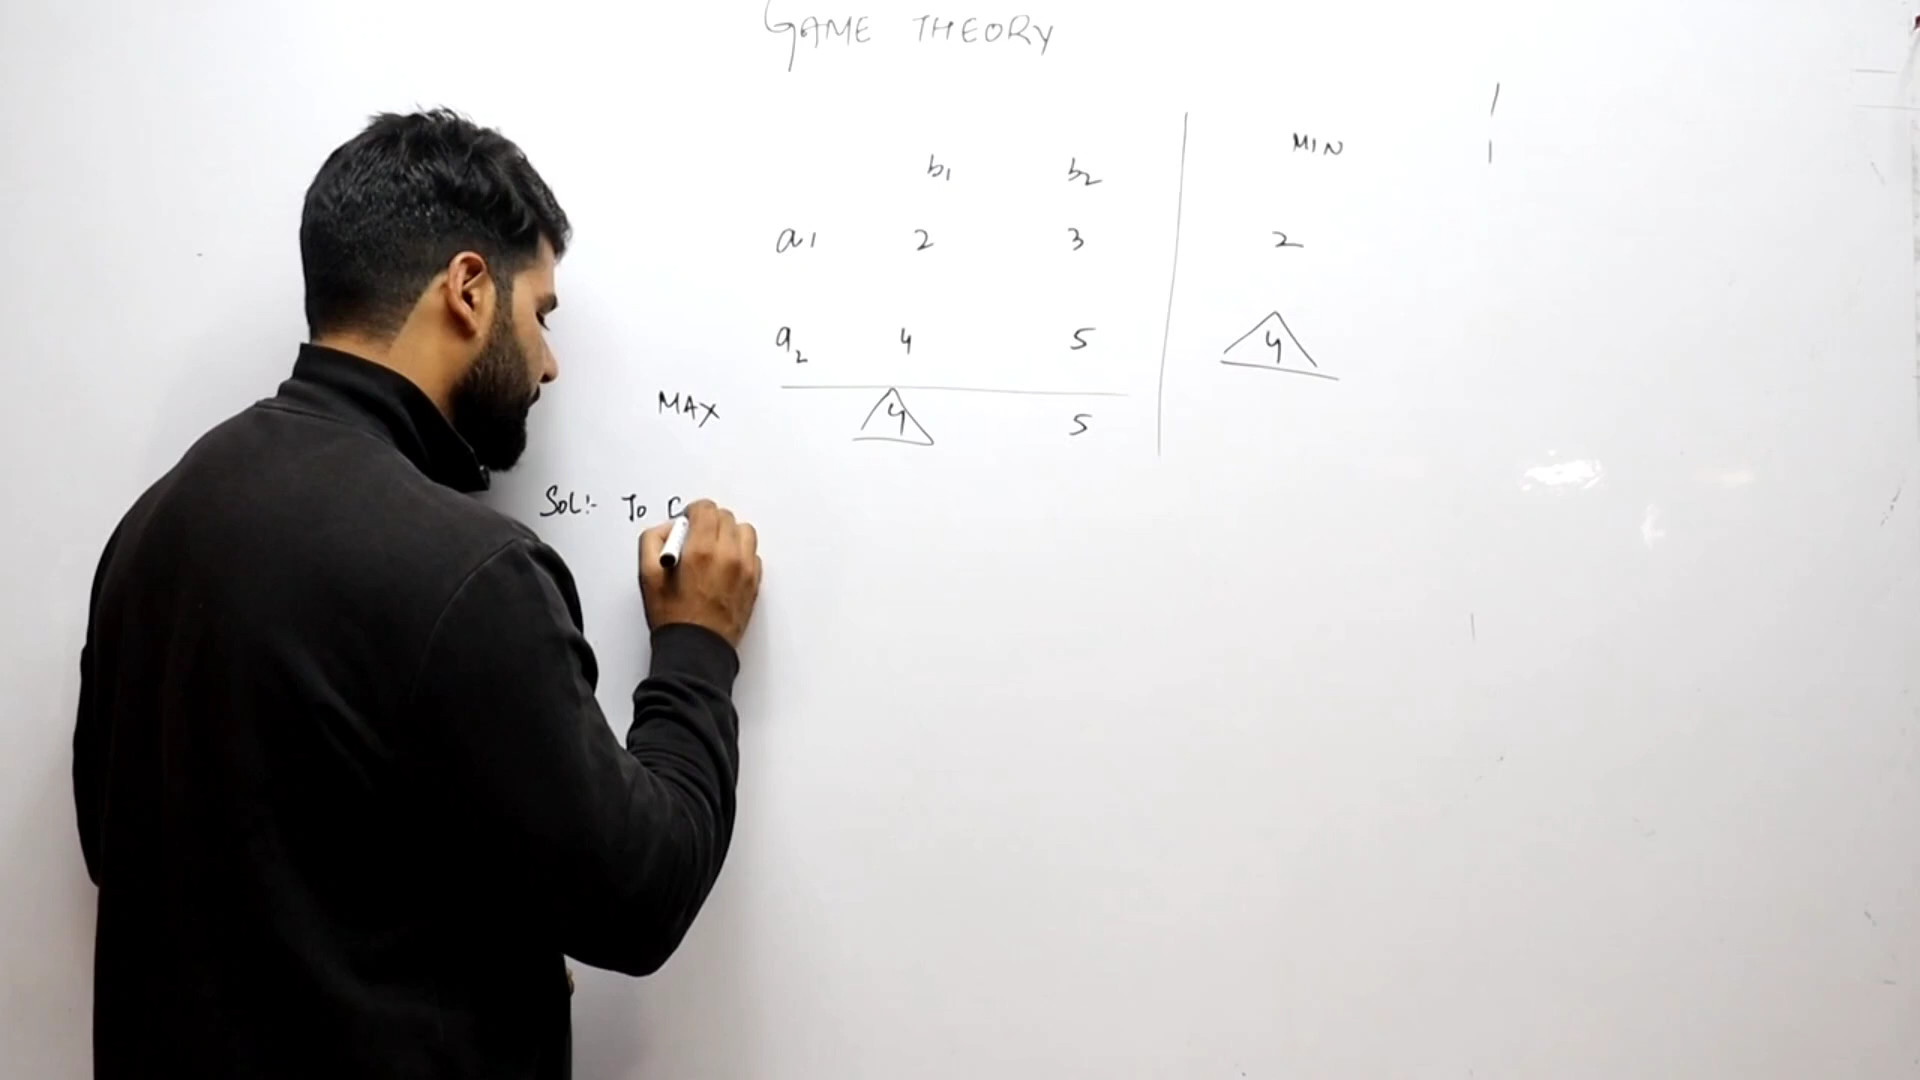 GAME THEORY
MIN
b1 b2
a1 2 3 2
a2 4 5 4
MAX 4 5
SOL:- To